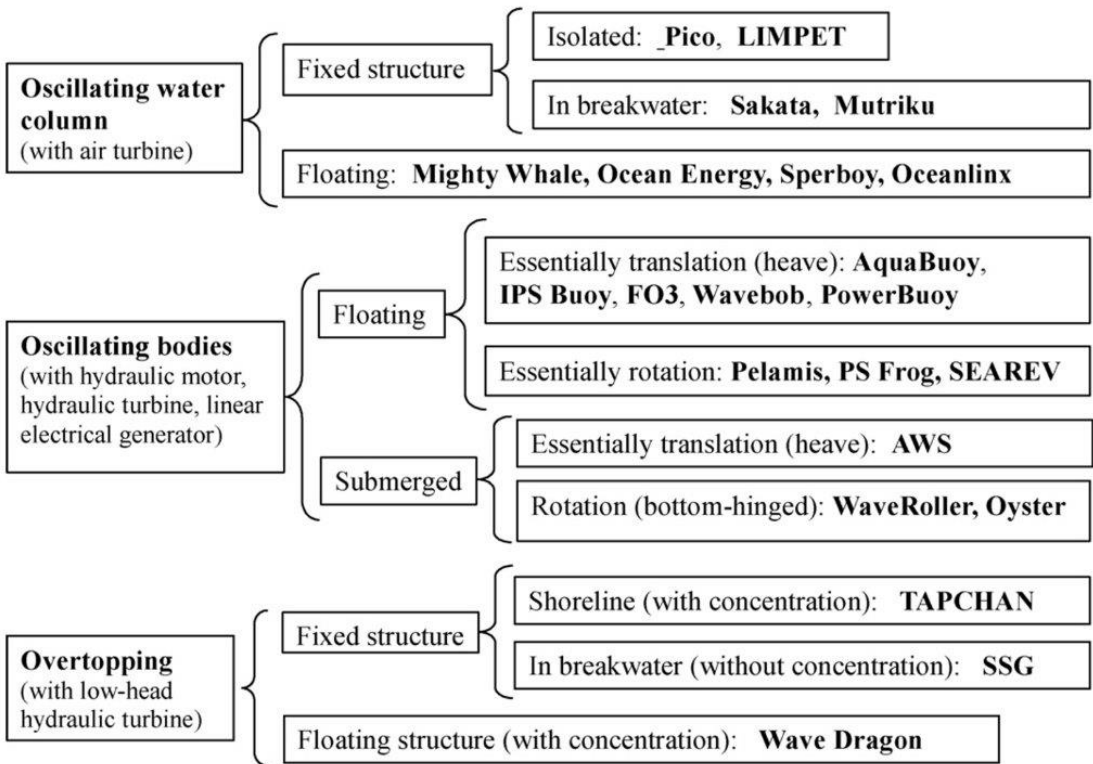 Oscillating water
column
(with air turbine)
Fixed structure
Isolated: _Pico, LIMPET
In breakwater: Sakata, Mutriku
Floating: Mighty Whale, Ocean Energy, Sperboy, Oceanlinx
Oscillating bodies
(with hydraulic motor,
hydraulic turbine, linear
electrical generator)
Floating
Essentially translation (heave): AquaBuoy,
IPS Buoy, FO3, Wavebob, PowerBuoy
Essentially rotation: Pelamis, PS Frog, SEAREV
Submerged
Essentially translation (heave): AWS
Rotation (bottom-hinged): WaveRoller, Oyster
Overtopping
(with low-head
hydraulic turbine)
Fixed structure
Shoreline (with concentration): TAPCHAN
In breakwater (without concentration): SSG
Floating structure (with concentration): Wave Dragon